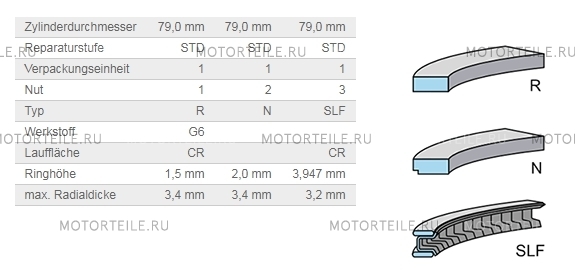 Zylinderdurchmesser 79,0 mm 79,0 mm 79,0 mm
Reparaturstufe STD STD STD
MOTORTEILE.RU MOTORTEILE.RU MOTORTEILE.RU
Verpackungseinheit 1 1 1
Nut 1 2 3
Typ R N SLF
R
Werkstoff G6
MOTORTEILE.RU MOTORTEILE.RU MOTORTEILE.RU
Lauffläche CR CR
Ringhöhe 1,5 mm 2,0 mm 3,947 mm
N
max. Radialdicke 3,4 mm 3,4 mm 3,2 mm
MOTORTEILE.RU MOTORTEILE.RU
SLF